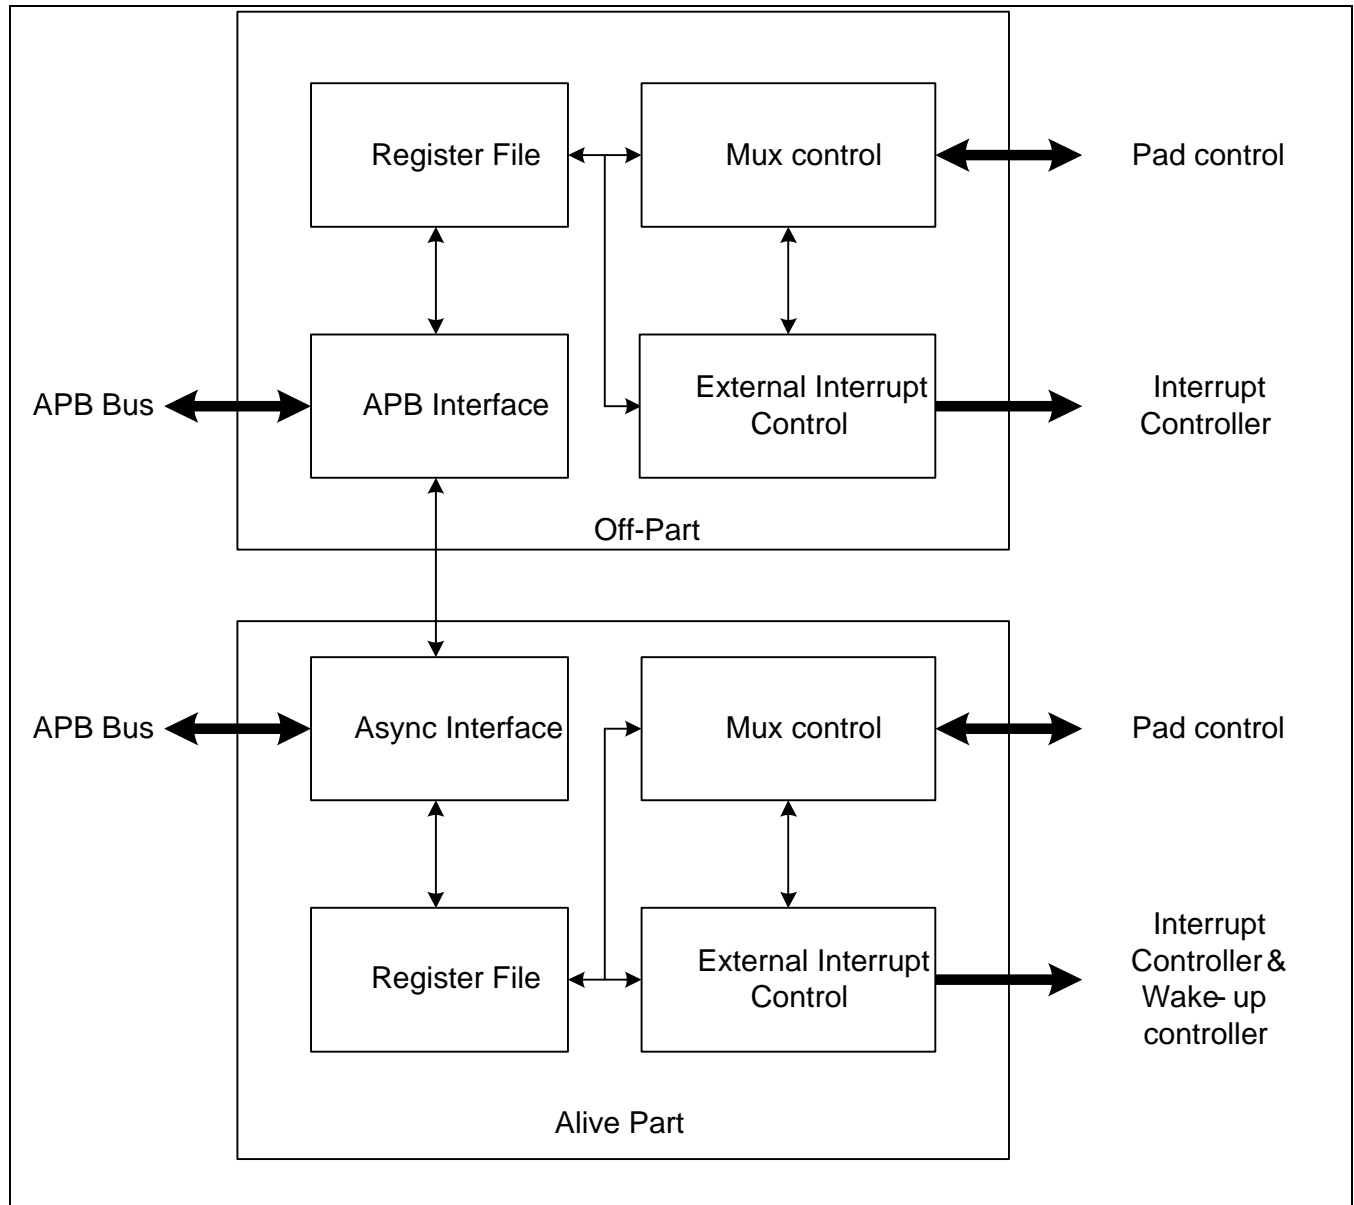 Register File
Mux control
Pad control
APB Bus
APB Interface
External Interrupt
Control
Interrupt
Controller
Off-Part
APB Bus
Async Interface
Mux control
Pad control
Register File
External Interrupt
Control
Interrupt
Controller &
Wake- up
controller
Alive Part